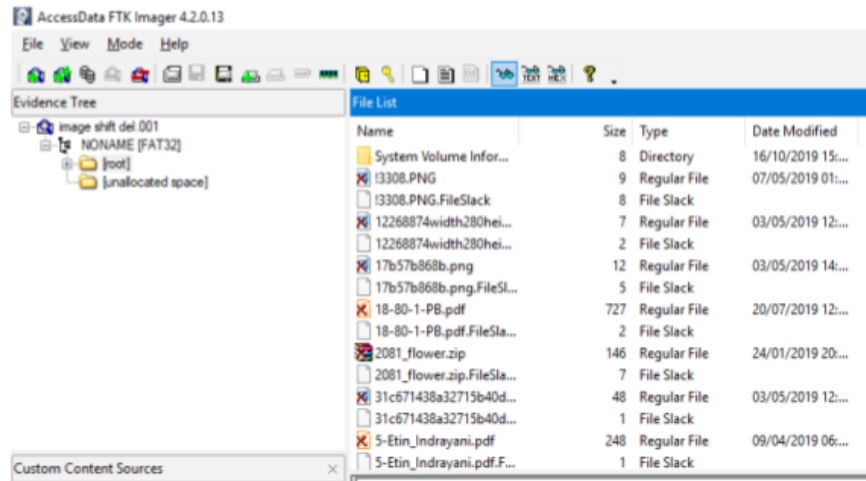 AccessData FTK Imager 4.2.0.13
File View Mode Help
Evidence Tree
image shift del.001
NONAME [FAT32]
[root]
[unallocated space]
Custom Content Sources
File List
Name Size Type Date Modified
System Volume Infor... 8 Directory 16/10/2019 15:...
!3308.PNG 9 Regular File 07/05/2019 01:...
!3308.PNG.FileSlack 8 File Slack
12268874width280hei... 7 Regular File 03/05/2019 12:...
12268874width280hei... 2 File Slack
17b57b868b.png 12 Regular File 03/05/2019 14:...
17b57b868b.png.FileSl... 5 File Slack
18-80-1-PB.pdf 727 Regular File 20/07/2019 12:...
18-80-1-PB.pdf.FileSla... 2 File Slack
2081_flower.zip 146 Regular File 24/01/2019 20:...
2081_flower.zip.FileSla... 7 File Slack
31c671438a32715b40d... 48 Regular File 03/05/2019 12:...
31c671438a32715b40d... 1 File Slack
5-Etin_Indrayani.pdf 248 Regular File 09/04/2019 06:...
5-Etin_Indrayani.pdf.F... 1 File Slack